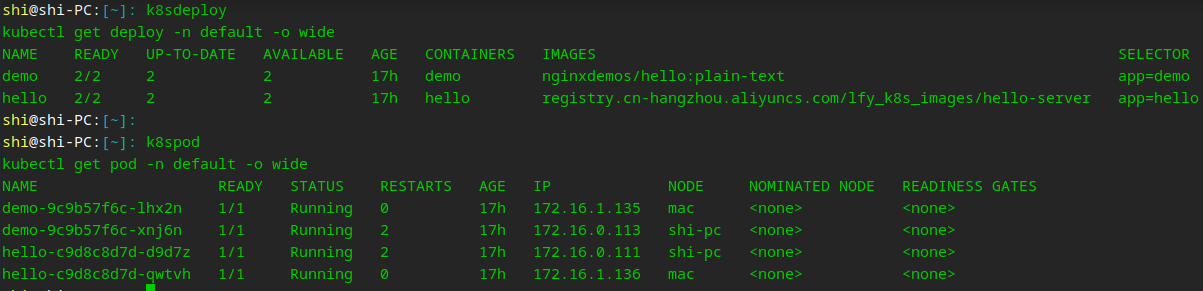 shi@shi-PC:[~]: k8sdeploy
kubectl get deploy -n default -o wide
NAME    READY   UP-TO-DATE   AVAILABLE   AGE   CONTAINERS   IMAGES                                                          SELECTOR
demo    2/2     2            2           17h   demo         nginxdemos/hello:plain-text                                     app=demo
hello   2/2     2            2           17h   hello        registry.cn-hangzhou.aliyuncs.com/lfy_k8s_images/hello-server   app=hello
shi@shi-PC:[~]:
shi@shi-PC:[~]: k8spod
kubectl get pod -n default -o wide
NAME                    READY   STATUS    RESTARTS   AGE   IP             NODE     NOMINATED NODE   READINESS GATES
demo-9c9b57f6c-lhx2n    1/1     Running   0          17h   172.16.1.135   mac      <none>           <none>
demo-9c9b57f6c-xnj6n    1/1     Running   2          17h   172.16.0.113   shi-pc   <none>           <none>
hello-c9d8c8d7d-d9d7z   1/1     Running   2          17h   172.16.0.111   shi-pc   <none>           <none>
hello-c9d8c8d7d-qwtvh   1/1     Running   0          17h   172.16.1.136   mac      <none>           <none>